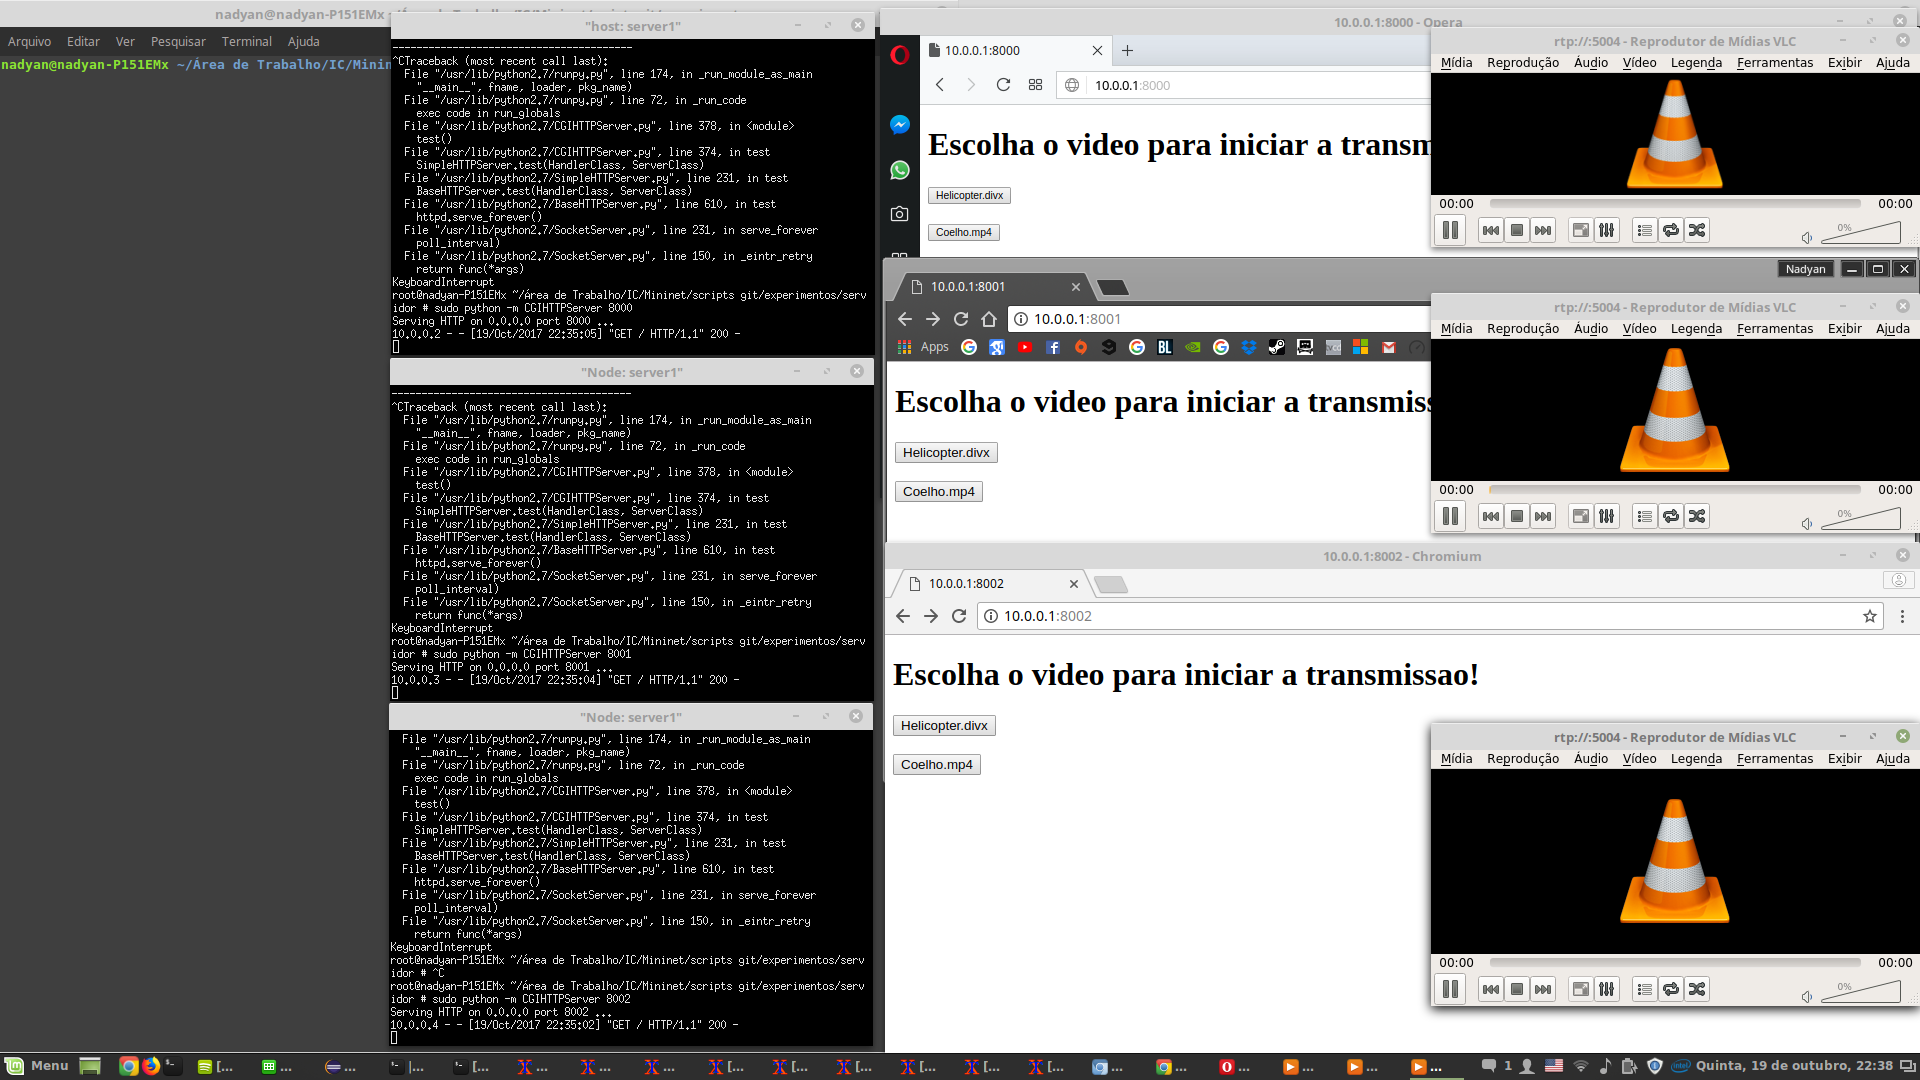 nadyan@nadyan-P151EMx
Arquivo Editar Ver Pesquisar Terminal Ajuda
nadyan@nadyan-P151EMx ~/Área de Trabalho/IC/Minin
"host: server1"
----------------------------------------
^CTraceback (most recent call last):
File "/usr/lib/python2.7/runpy.py", line 174, in _run_module_as_main
"__main__", fname, loader, pkg_name)
File "/usr/lib/python2.7/runpy.py", line 72, in _run_code
exec code in run_globals
File "/usr/lib/python2.7/CGIHTTPServer.py", line 378, in <module>
test()
File "/usr/lib/python2.7/CGIHTTPServer.py", line 374, in test
SimpleHTTPServer.test(HandlerClass, ServerClass)
File "/usr/lib/python2.7/SimpleHTTPServer.py", line 231, in test
BaseHTTPServer.test(HandlerClass, ServerClass)
File "/usr/lib/python2.7/BaseHTTPServer.py", line 610, in test
httpd.serve_forever()
File "/usr/lib/python2.7/SocketServer.py", line 231, in serve_forever
poll_interval)
File "/usr/lib/python2.7/SocketServer.py", line 150, in _eintr_retry
return func(*args)
KeyboardInterrupt
root@nadyan-P151EMx ~/Área de Trabalho/IC/Mininet/scripts git/experimentos/serv
idor # sudo python -m CGIHTTPServer 8000
Serving HTTP on 0.0.0.0 port 8000 ...
10.0.0.2 - - [19/Oct/2017 22:35:05] "GET / HTTP/1.1" 200 -
"Node: server1"
----------------------------------------
^CTraceback (most recent call last):
File "/usr/lib/python2.7/runpy.py", line 174, in _run_module_as_main
"__main__", fname, loader, pkg_name)
File "/usr/lib/python2.7/runpy.py", line 72, in _run_code
exec code in run_globals
File "/usr/lib/python2.7/CGIHTTPServer.py", line 378, in <module>
test()
File "/usr/lib/python2.7/CGIHTTPServer.py", line 374, in test
SimpleHTTPServer.test(HandlerClass, ServerClass)
File "/usr/lib/python2.7/SimpleHTTPServer.py", line 231, in test
BaseHTTPServer.test(HandlerClass, ServerClass)
File "/usr/lib/python2.7/BaseHTTPServer.py", line 610, in test
httpd.serve_forever()
File "/usr/lib/python2.7/SocketServer.py", line 231, in serve_forever
poll_interval)
File "/usr/lib/python2.7/SocketServer.py", line 150, in _eintr_retry
return func(*args)
KeyboardInterrupt
root@nadyan-P151EMx ~/Área de Trabalho/IC/Mininet/scripts git/experimentos/serv
idor # sudo python -m CGIHTTPServer 8001
Serving HTTP on 0.0.0.0 port 8001 ...
10.0.0.3 - - [19/Oct/2017 22:35:04] "GET / HTTP/1.1" 200 -
"Node: server1"
File "/usr/lib/python2.7/runpy.py", line 174, in _run_module_as_main
"__main__", fname, loader, pkg_name)
File "/usr/lib/python2.7/runpy.py", line 72, in _run_code
exec code in run_globals
File "/usr/lib/python2.7/CGIHTTPServer.py", line 378, in <module>
test()
File "/usr/lib/python2.7/CGIHTTPServer.py", line 374, in test
SimpleHTTPServer.test(HandlerClass, ServerClass)
File "/usr/lib/python2.7/SimpleHTTPServer.py", line 231, in test
BaseHTTPServer.test(HandlerClass, ServerClass)
File "/usr/lib/python2.7/BaseHTTPServer.py", line 610, in test
httpd.serve_forever()
File "/usr/lib/python2.7/SocketServer.py", line 231, in serve_forever
poll_interval)
File "/usr/lib/python2.7/SocketServer.py", line 150, in _eintr_retry
return func(*args)
KeyboardInterrupt
root@nadyan-P151EMx ~/Área de Trabalho/IC/Mininet/scripts git/experimentos/serv
idor # ^C
root@nadyan-P151EMx ~/Área de Trabalho/IC/Mininet/scripts git/experimentos/serv
idor # sudo python -m CGIHTTPServer 8002
Serving HTTP on 0.0.0.0 port 8002 ...
10.0.0.4 - - [19/Oct/2017 22:35:02] "GET / HTTP/1.1" 200 -
10.0.0.1:8000 - Opera
10.0.0.1:8000
10.0.0.1:8000
Escolha o video para iniciar a transm
Helicopter.divx
Coelho.mp4
rtp://:5004 - Reprodutor de Mídias VLC
Mídia Reprodução Áudio Vídeo Legenda Ferramentas Exibir Ajuda
00:00 00:00
0%
Nadyan
10.0.0.1:8001
10.0.0.1:8001
Apps
BL
Escolha o video para iniciar a transmiss
Helicopter.divx
Coelho.mp4
rtp://:5004 - Reprodutor de Mídias VLC
Mídia Reprodução Áudio Vídeo Legenda Ferramentas Exibir Ajuda
00:00 00:00
0%
10.0.0.1:8002 - Chromium
10.0.0.1:8002
10.0.0.1:8002
Escolha o video para iniciar a transmissao!
Helicopter.divx
Coelho.mp4
rtp://:5004 - Reprodutor de Mídias VLC
Mídia Reprodução Áudio Vídeo Legenda Ferramentas Exibir Ajuda
00:00 00:00
0%
Menu [... ... ... |... [... [... ... [... [... [... [... [... [... [... ... ... ... ... ... ... 1 Quinta, 19 de outubro, 22:38